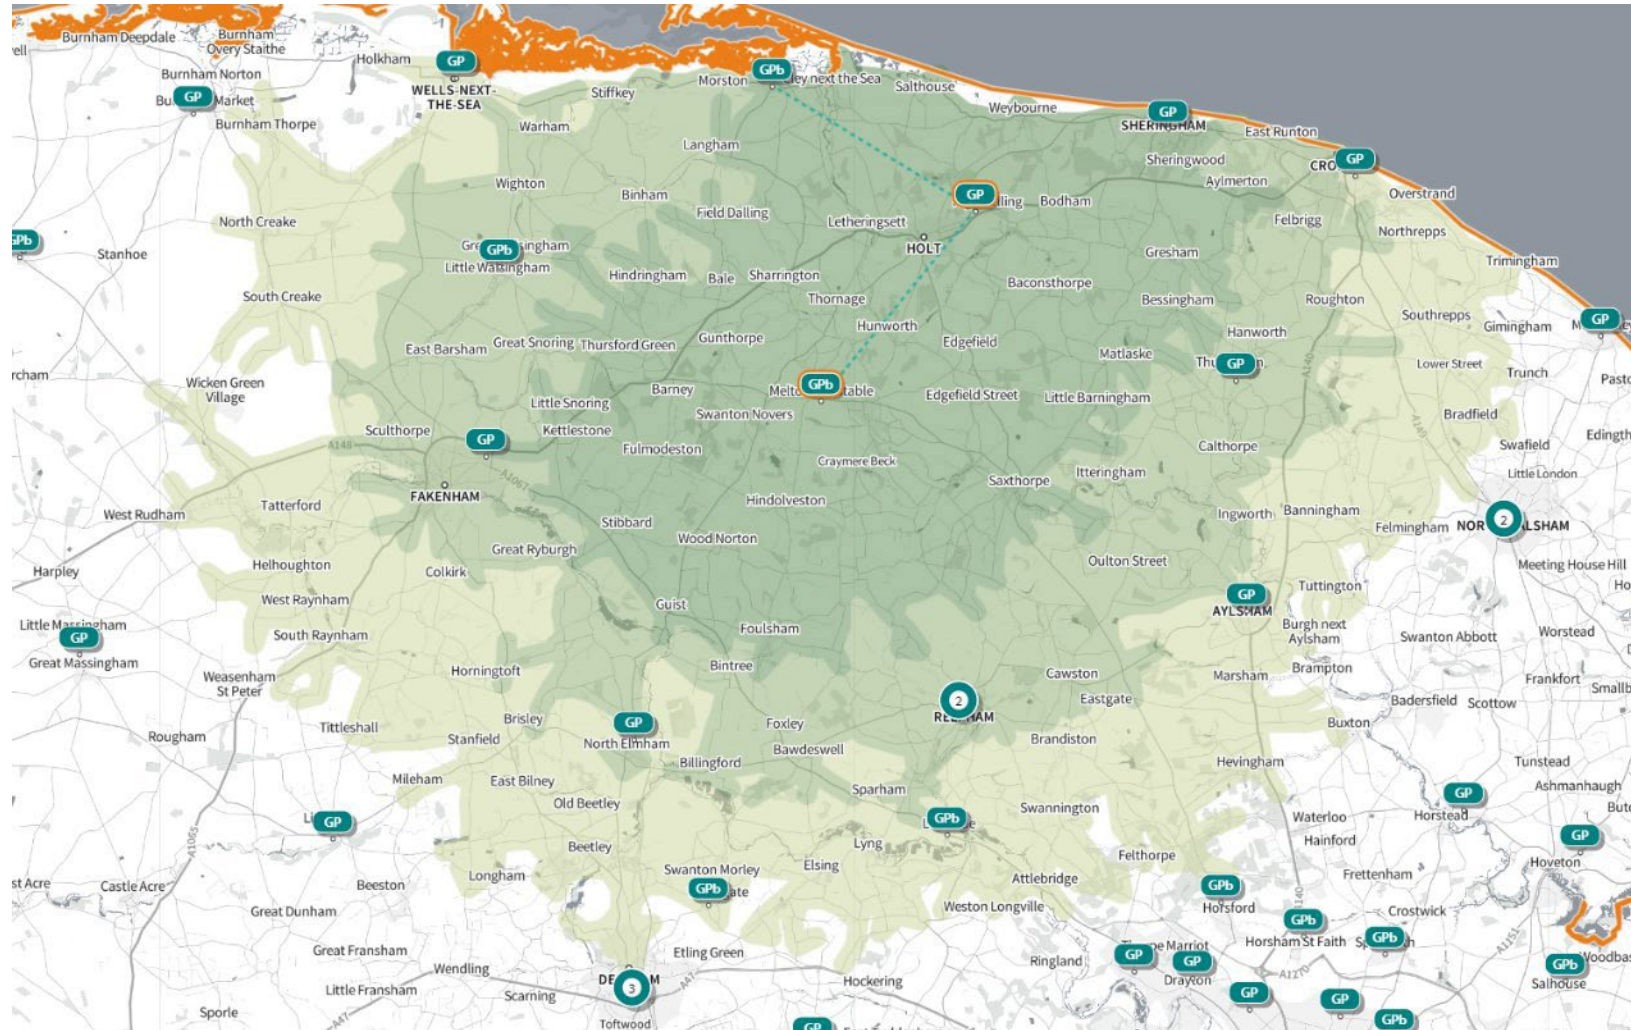 Burnham Deepdale
Burnham
Overy Staithe
Holkham
Burnham Norton
GP
GP
Market
Burnham Thorpe
WELLS-NEXT-
THE-SEA
Stiffkey
Warham
Morston
GPb
next the Sea
Salthouse
Weybourne
GP
SHERINGHAM
East Runton
GP
Sheringwood
Aylmerton
Overstrand
Langham
Wighton
Binham
Field Dalling
GP
Bodham
Letheringsett
HOLT
Felbrigg
Northrepps
North Creake
GPb
Stanhoe
GPb
Little Walsingham
Hindringham
Bale
Sharrington
Gresham
Trimingham
Baconsthorpe
South Creake
Thornage
Bessingham
Roughton
Southrepps
Gimingham
GP
Hunworth
Hanworth
East Barsham
Great Snoring
Thursford Green
Gunthorpe
Edgefield
Matlaske
GP
Lower Street
Trunch
Wicken Green
Village
Barney
GPb
Edgefield Street
Little Barningham
Little Snoring
Swanton Novers
Bradfield
Sculthorpe
A148
GP
Kettlestone
Fulmodeston
Craymere Beck
Calthorpe
A140
A149
Swafield
A1067
Saxthorpe
Itteringham
Little London
FAKENHAM
Tatterford
Hindolveston
West Rudham
Stibbard
Wood Norton
Ingworth
Banningham
Felmingham
2
Great Ryburgh
Helhoughton
Colkirk
Oulton Street
Harpley
Meeting House Hill
West Raynham
Guist
Tuttington
GP
AYLSHAM
Little Massingham
GP
Great Massingham
South Raynham
Foulsham
Burgh next
Aylsham
Swanton Abbott
Worstead
Weasenham
St Peter
Horningtoft
Bintree
Cawston
Marsham
Brampton
Frankfort
Badersfield
Scottow
Eastgate
2
Tittleshall
Brisley
GP
Foxley
Buxton
Rougham
Stanfield
North Elmham
Bawdeswell
Brandiston
Billingford
Hevingham
Tunstead
Mileham
East Bilney
Sparham
Ashmanhaugh
GP
Old Beetley
Swannington
Horstead
GP
GPb
Waterloo
Hainford
A1065
Beetley
Lyng
GP
Hoveton
Swanton Morley
Elsing
Felthorpe
Castle Acre
Beeston
Longham
GPb
Attlebridge
GPb
Horsford
Frettenham
A140
Great Dunham
Weston Longville
Crostwick
GPb
Great Fransham
Etling Green
Horsham St Faith
GPb
A1151
Ringland
GP
GP
Drayton
A1270
GPb
Salhouse
Wendling
3
A47
Hockering
Little Fransham
Scarning
GP
GP
Sporle
A47
Toftwood
GP
GPb